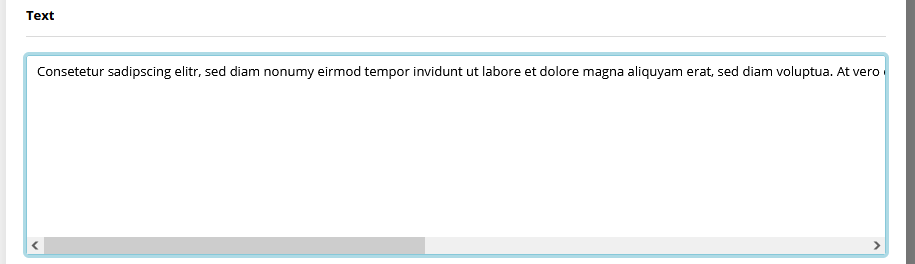 Text
Consetetur sadipscing elitr, sed diam nonumy eirmod tempor invidunt ut labore et dolore magna aliquyam erat, sed diam voluptua. At vero